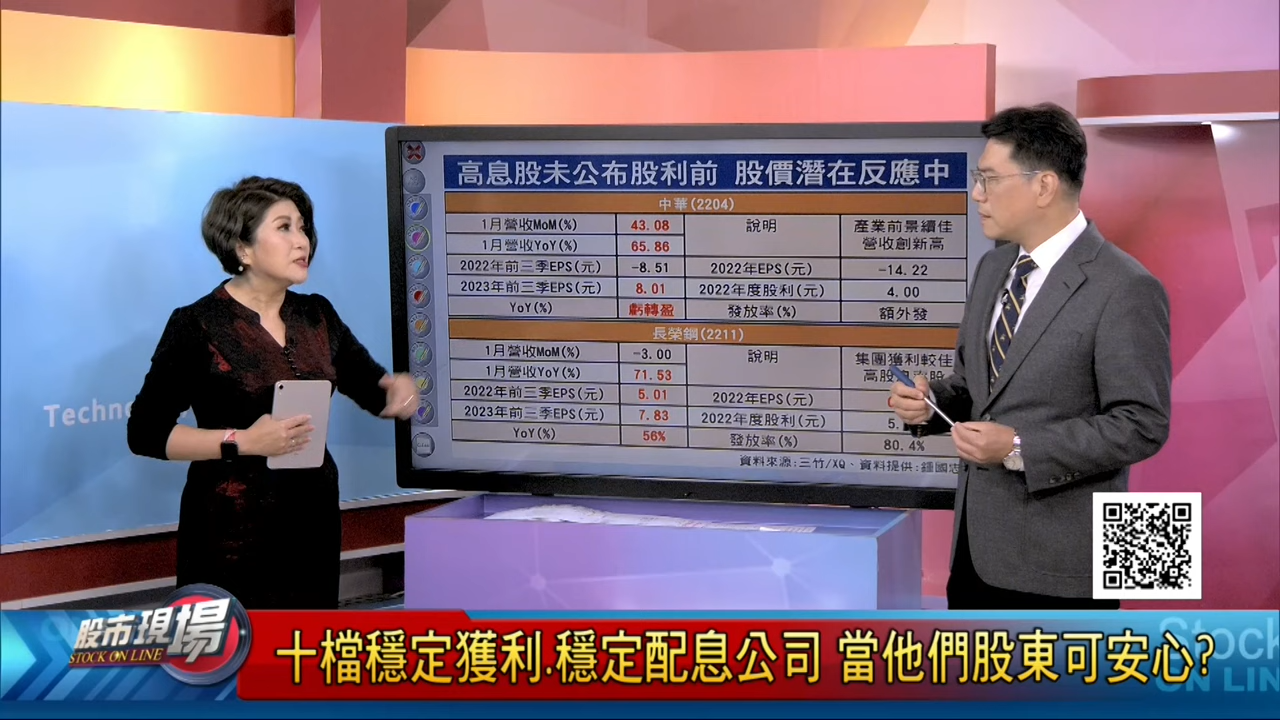 高息股未公布股利前 股價潛在反應中
中華(2204)
1月營收MoM(%) 43.08 說明 產業前景續佳
1月營收YoY(%) 65.86 營收創新高
2022年前三季EPS(元) -8.51 2022年EPS(元) -14.22
2023年前三季EPS(元) 8.01 2022年度股利(元) 4.00
YoY(%) 虧轉盈 發放率(%) 額外發
長榮鋼(2211)
1月營收MoM(%) -3.00 說明 集團獲利較佳
1月營收YoY(%) 71.53 高股
2022年前三季EPS(元) 5.01 2022年EPS(元)
2023年前三季EPS(元) 7.83 2022年度股利(元) 5.
YoY(%) 56% 發放率(%) 80.4%
資料來源:三竹/XQ、資料提供:鍾國忠
Techno
股市現場
STOCK ON LINE
十檔穩定獲利.穩定配息公司 當他們股東可安心?
Stock
ON LINE